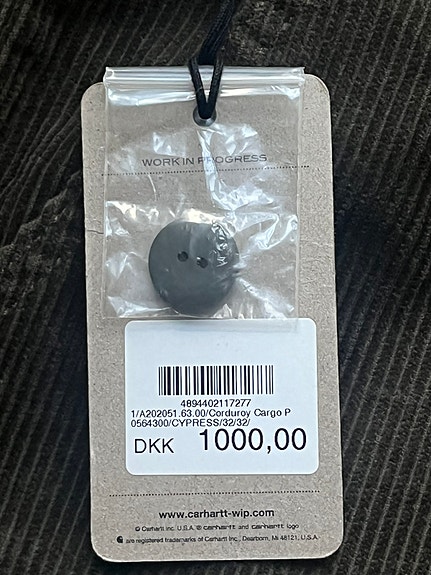 WORK IN PROGRESS
4894402117277
1/A202051.63.00/Corduroy Cargo P
0564300/CYPRESS/32/32/
DKK 1000,00
www.carhartt-wip.com
© Carhartt Inc. U.S.A. ® carhartt and carhartt logo
are registered trademarks of Carhartt Inc., Dearborn, Mi 48121, U.S.A.